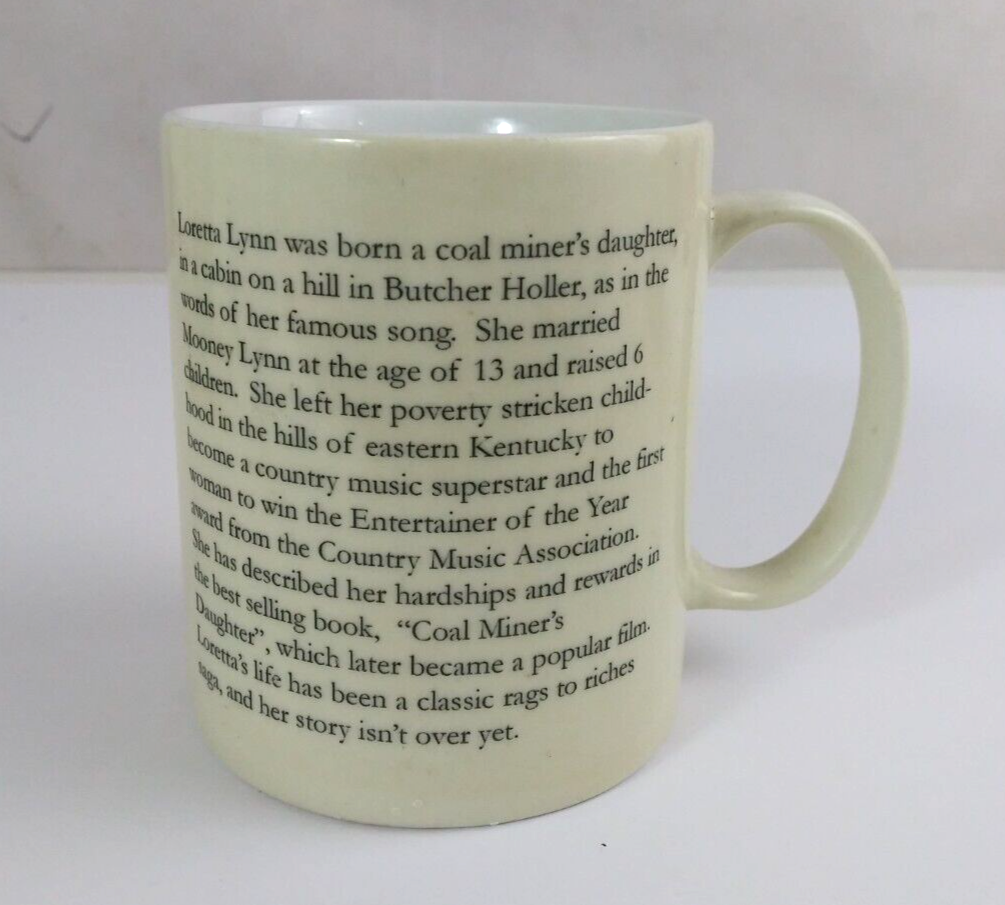 Loretta Lynn was born a coal miner's daughter,
in a cabin on a hill in Butcher Holler, as in the
words of her famous song. She married
Mooney Lynn at the age of 13 and raised 6
children. She left her poverty stricken child-
hood in the hills of eastern Kentucky to
become a country music superstar and the first
woman to win the Entertainer of the Year
award from the Country Music Association.
She has described her hardships and rewards in
the best selling book, “Coal Miner's
Daughter”, which later became a popular film.
Loretta's life has been a classic rags to riches
saga, and her story isn't over yet.